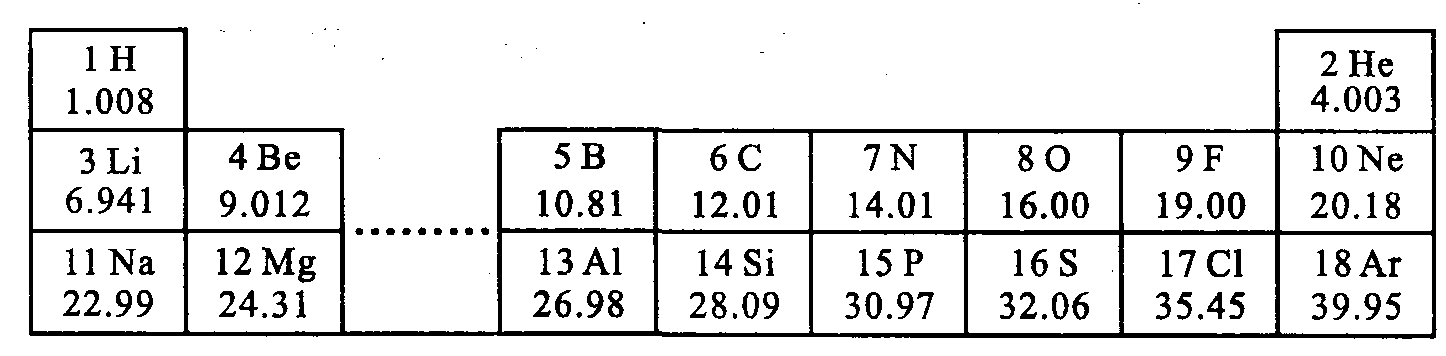 1 H 2 He
1.008 4.003
3 Li 4 Be 5 B 6 C 7 N 8 O 9 F 10 Ne
6.941 9.012 10.81 12.01 14.01 16.00 19.00 20.18
11 Na 12 Mg 13 Al 14 Si 15 P 16 S 17 Cl 18 Ar
22.99 24.31 26.98 28.09 30.97 32.06 35.45 39.95